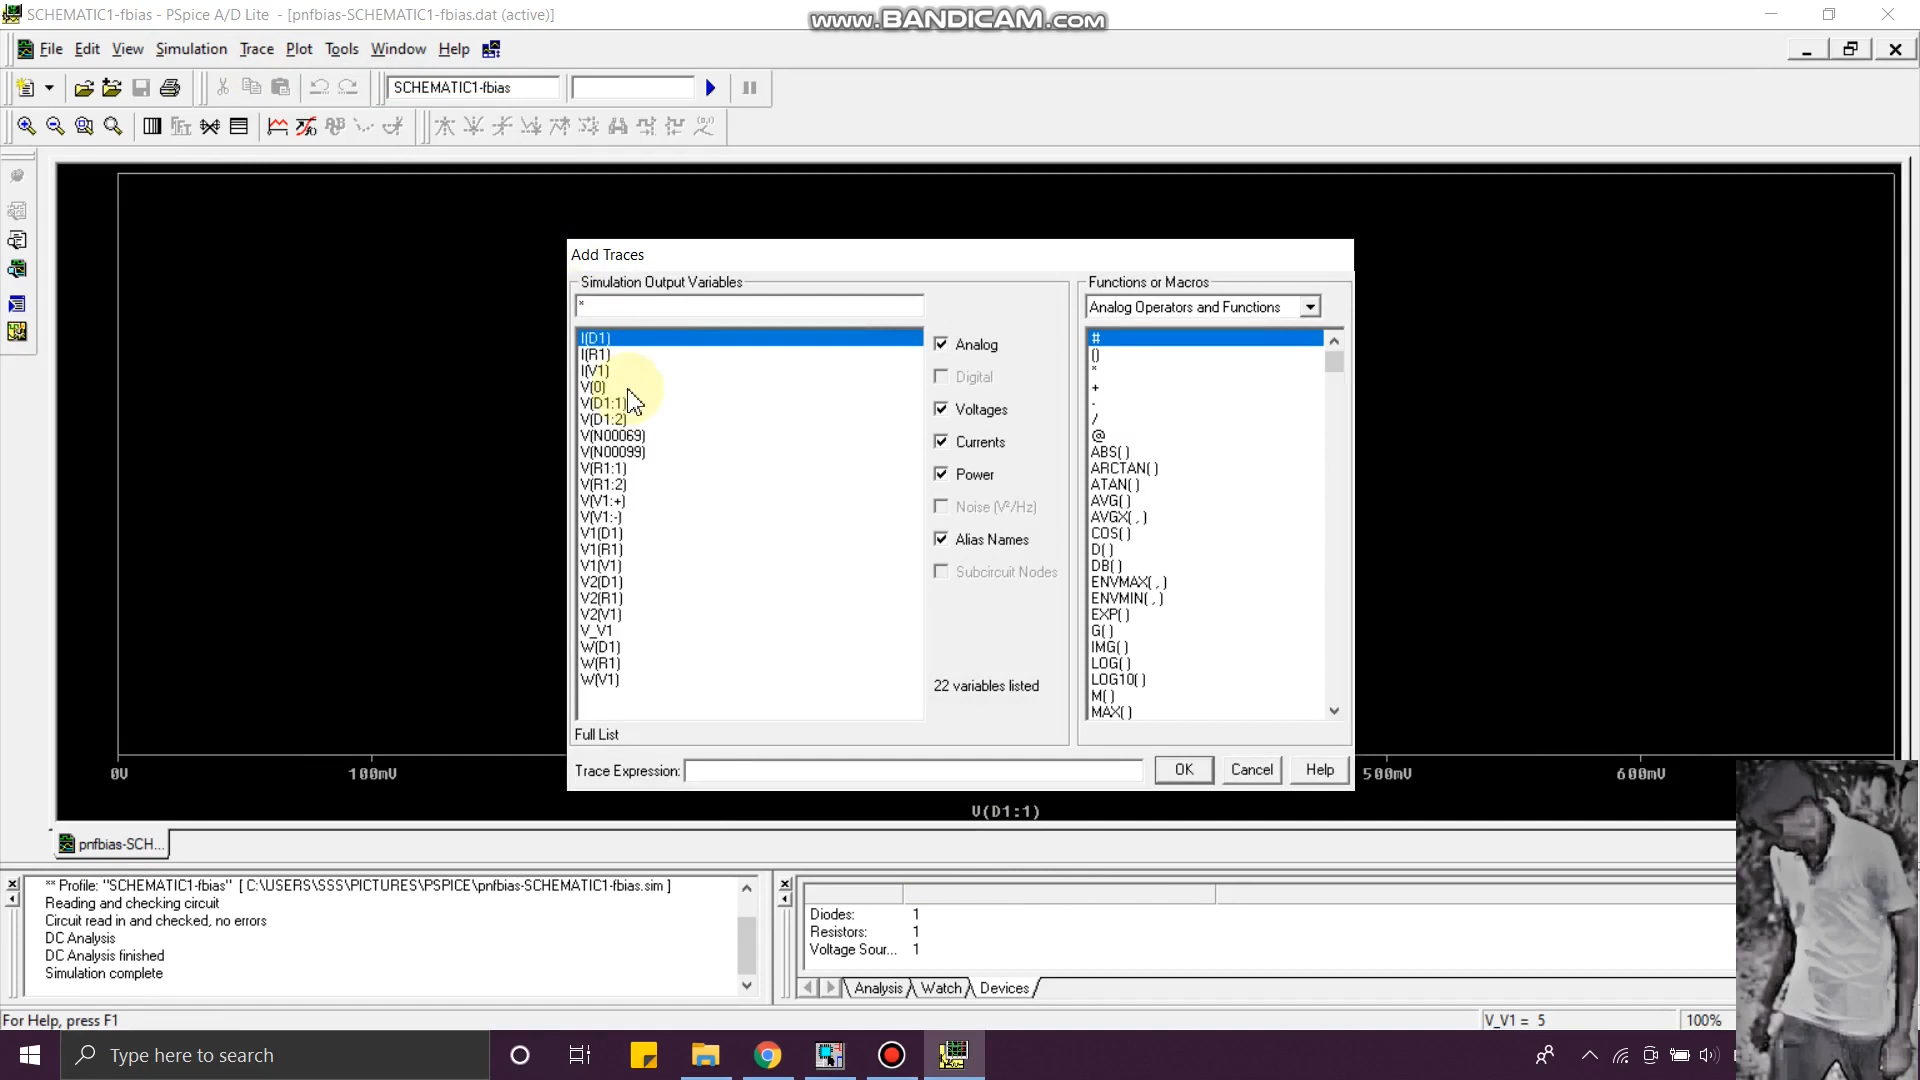 SCHEMATIC1-fbias - PSpice A/D Lite - [pnfbias-SCHEMATIC1-fbias.dat (active)]
www.BANDICAM.com
File Edit View Simulation Trace Plot Tools Window Help
SCHEMATIC1-fbias
Add Traces
Simulation Output Variables
*
I(D1)
I(R1)
I(V1)
V(0)
V(D1:1)
V(D1:2)
V(N00069)
V(N00099)
V(R1:1)
V(R1:2)
V(V1:+)
V(V1:-)
V1(D1)
V1(R1)
V1(V1)
V2(D1)
V2(R1)
V2(V1)
V_V1
W(D1)
W(R1)
W(V1)
Full List
Analog
Digital
Voltages
Currents
Power
Noise (V²/Hz)
Alias Names
Subcircuit Nodes
22 variables listed
Functions or Macros
Analog Operators and Functions
#
()
*
+
-
/
@
ABS()
ARCTAN()
ATAN()
AVG()
AVGX(,)
COS()
D()
DB()
ENVMAX(,)
ENVMIN(,)
EXP()
G()
IMG()
LOG()
LOG10()
M()
MAX()
Trace Expression:
OK Cancel Help
0V 100mV 500mV 600mV
V(D1:1)
pnfbias-SCH...
** Profile: "SCHEMATIC1-fbias" [ C:\USERS\SSS\PICTURES\PSPICE\pnfbias-SCHEMATIC1-fbias.sim ]
Reading and checking circuit
Circuit read in and checked, no errors
DC Analysis
DC Analysis finished
Simulation complete
Diodes: 1
Resistors: 1
Voltage Sour... 1
Analysis Watch Devices
For Help, press F1
V_V1 = 5
100%
Type here to search